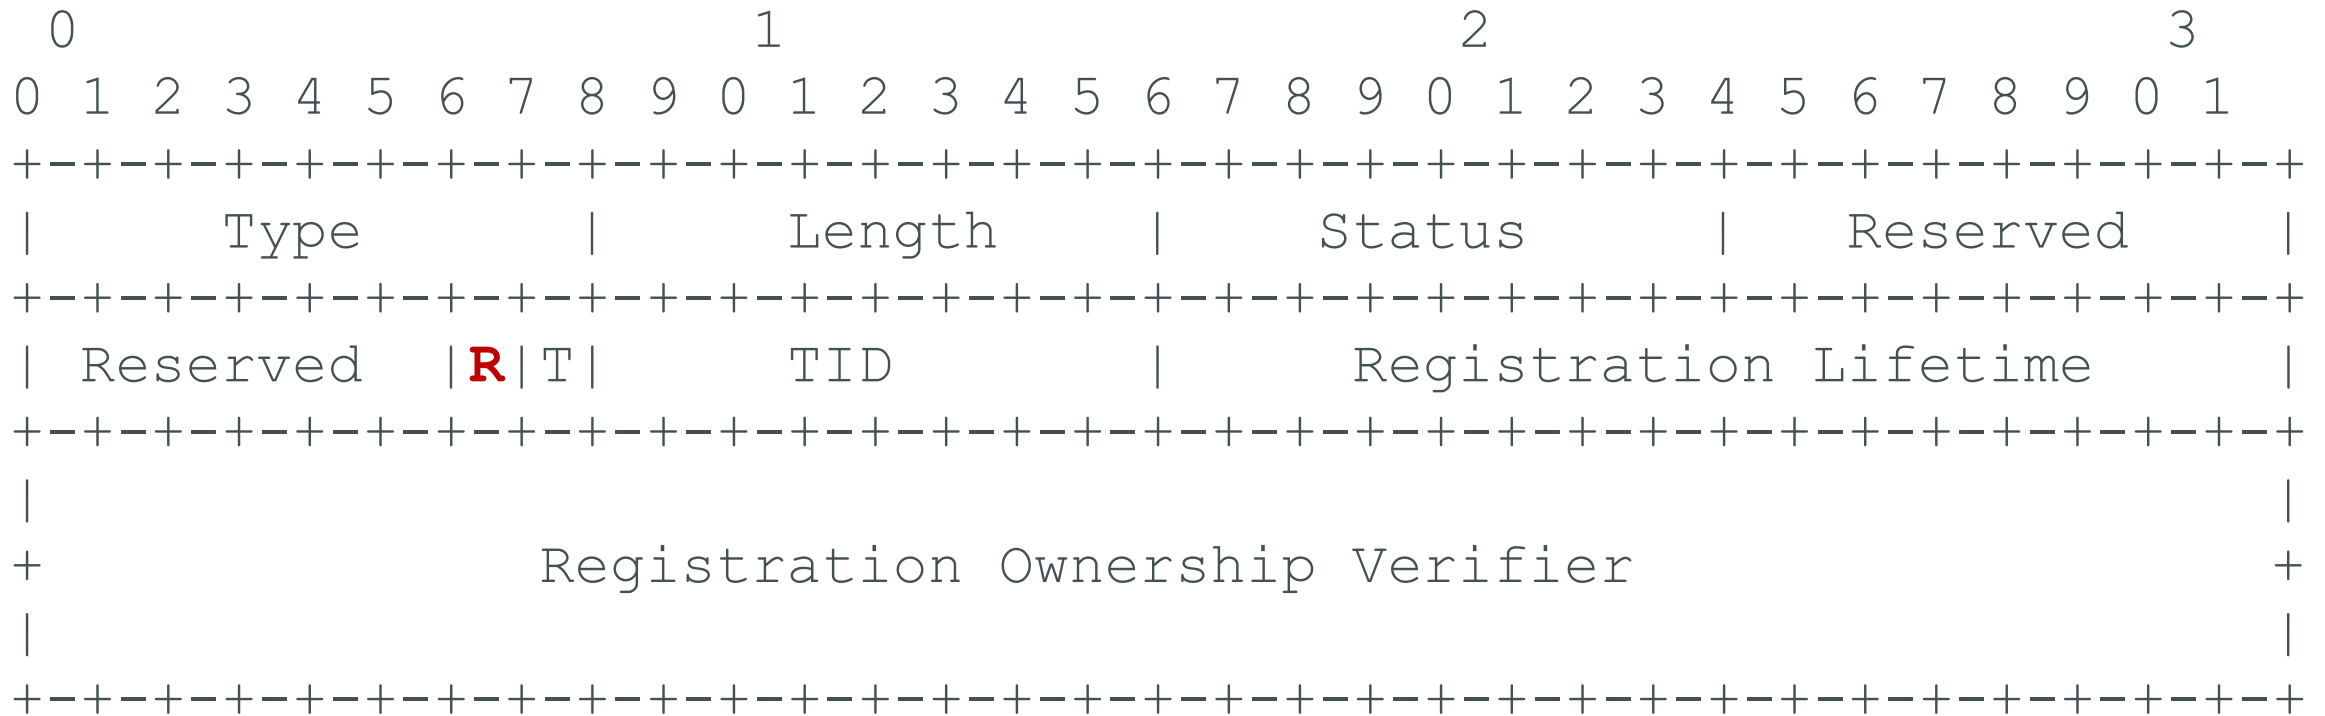 0                   1                   2                   3
0 1 2 3 4 5 6 7 8 9 0 1 2 3 4 5 6 7 8 9 0 1 2 3 4 5 6 7 8 9 0 1
+-+-+-+-+-+-+-+-+-+-+-+-+-+-+-+-+-+-+-+-+-+-+-+-+-+-+-+-+-+-+-+-+
|     Type      |     Length    |    Status     |   Reserved    |
+-+-+-+-+-+-+-+-+-+-+-+-+-+-+-+-+-+-+-+-+-+-+-+-+-+-+-+-+-+-+-+-+
| Reserved  |R|T|     TID       |     Registration Lifetime     |
+-+-+-+-+-+-+-+-+-+-+-+-+-+-+-+-+-+-+-+-+-+-+-+-+-+-+-+-+-+-+-+-+
|                                                               |
+              Registration Ownership Verifier                  +
|                                                               |
+-+-+-+-+-+-+-+-+-+-+-+-+-+-+-+-+-+-+-+-+-+-+-+-+-+-+-+-+-+-+-+-+